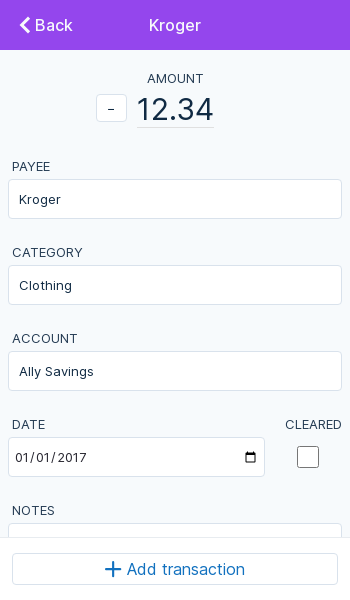 Back
Kroger
AMOUNT
- 12.34
PAYEE
Kroger
CATEGORY
Clothing
ACCOUNT
Ally Savings
DATE
CLEARED
01/01/2017
NOTES
+ Add transaction